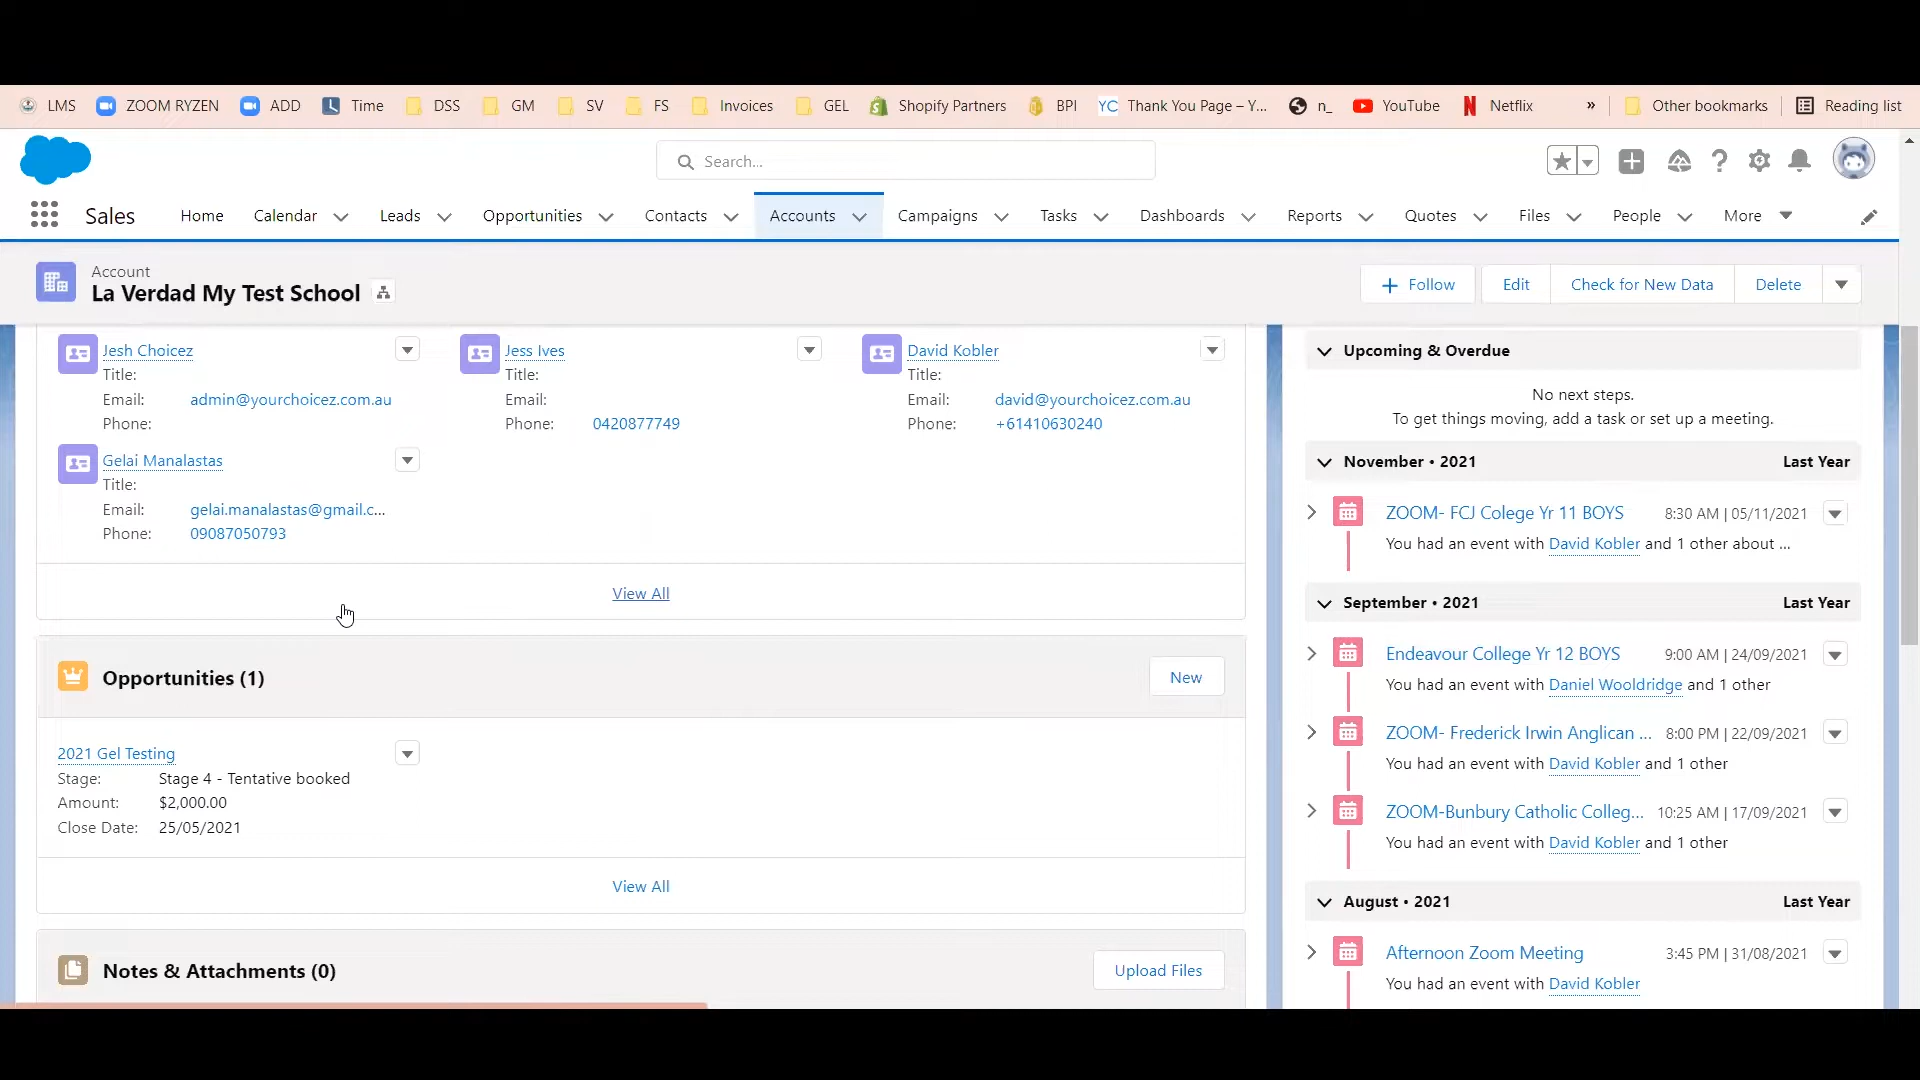 LMS ZOOM RYZEN ADD Time DSS GM SV FS Invoices GEL Shopify Partners BPI YC Thank You Page – Y... n_ YouTube Netflix » Other bookmarks Reading list
Search...
Sales Home Calendar Leads Opportunities Contacts Accounts Campaigns Tasks Dashboards Reports Quotes Files People More
Account
La Verdad My Test School
Follow Edit Check for New Data Delete
Jesh Choicez
Title:
Email: admin@yourchoicez.com.au
Phone:
Jess Ives
Title:
Email:
Phone: 0420877749
David Kobler
Title:
Email: david@yourchoicez.com.au
Phone: +61410630240
Gelai Manalastas
Title:
Email: gelai.manalastas@gmail.c...
Phone: 09087050793
View All
Opportunities (1)
New
2021 Gel Testing
Stage: Stage 4 - Tentative booked
Amount: $2,000.00
Close Date: 25/05/2021
View All
Notes & Attachments (0)
Upload Files
Upcoming & Overdue
No next steps.
To get things moving, add a task or set up a meeting.
November • 2021 Last Year
ZOOM- FCJ Colege Yr 11 BOYS 8:30 AM | 05/11/2021
You had an event with David Kobler and 1 other about ...
September • 2021 Last Year
Endeavour College Yr 12 BOYS 9:00 AM | 24/09/2021
You had an event with Daniel Wooldridge and 1 other
ZOOM- Frederick Irwin Anglican ... 8:00 PM | 22/09/2021
You had an event with David Kobler and 1 other
ZOOM-Bunbury Catholic Colleg... 10:25 AM | 17/09/2021
You had an event with David Kobler and 1 other
August • 2021 Last Year
Afternoon Zoom Meeting 3:45 PM | 31/08/2021
You had an event with David Kobler